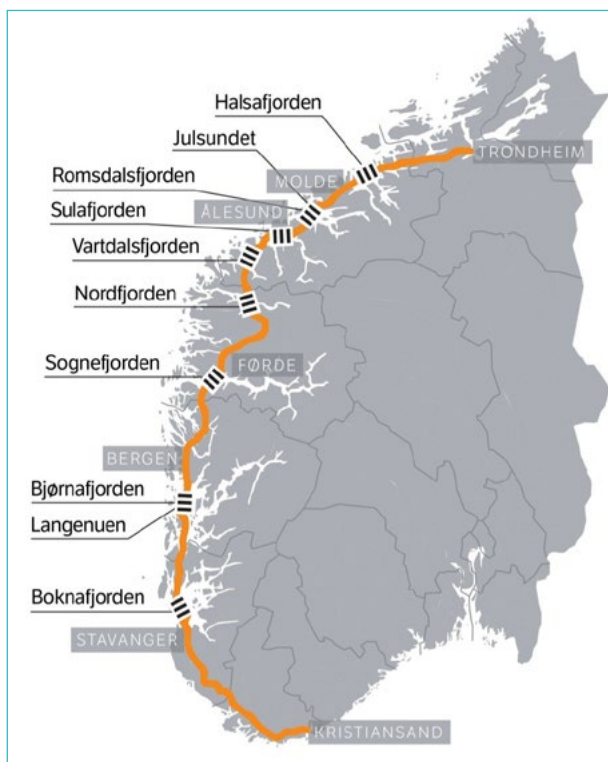 Halsafjorden
Julsundet
TRONDHEIM
Romsdalsfjorden
MOLDE
Sulafjorden
ÅLESUND
Vartdalsfjorden
Nordfjorden
Sognefjorden
FØRDE
BERGEN
Bjørnafjorden
Langenuen
Boknafjorden
STAVANGER
KRISTIANSAND